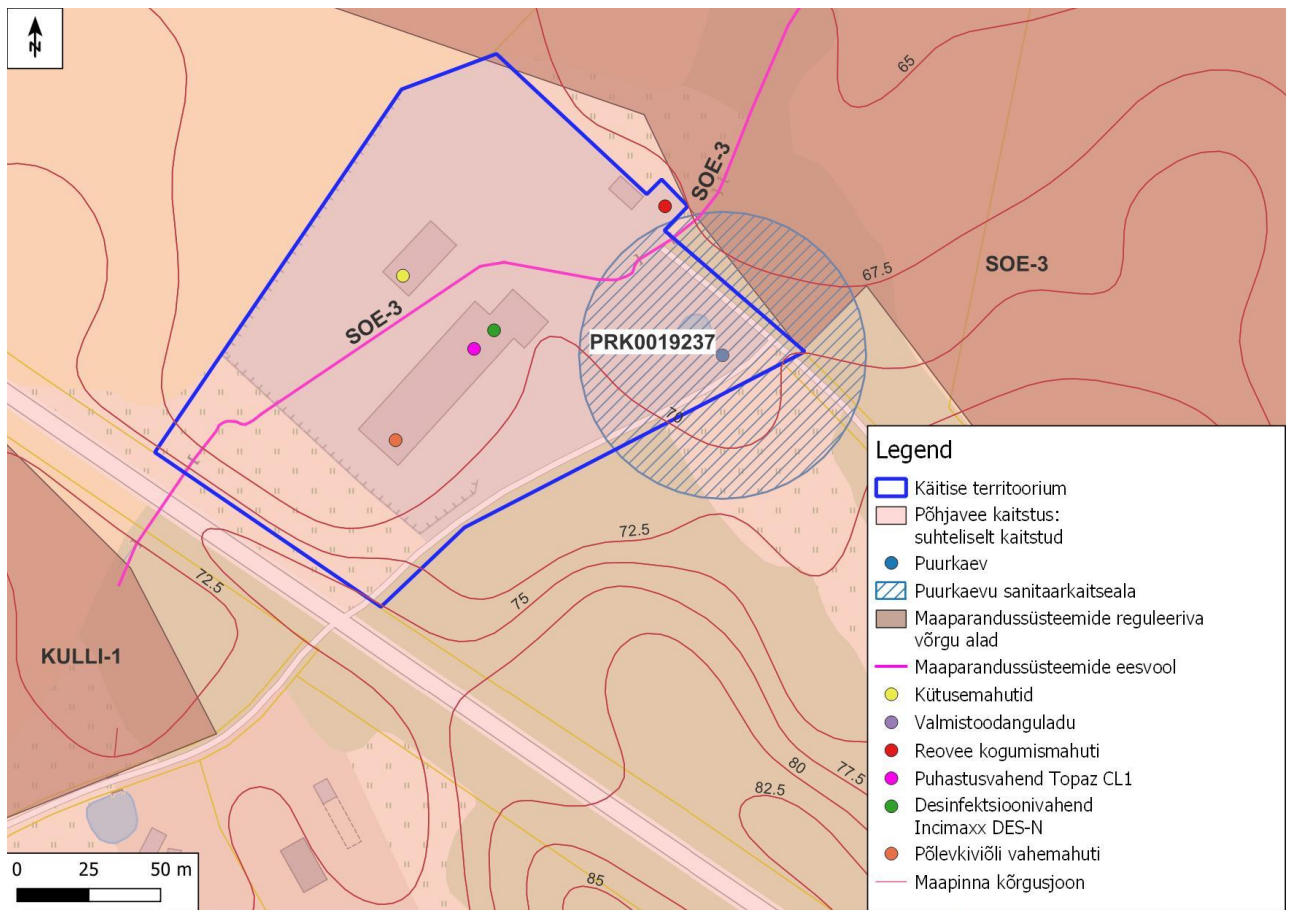 N
65
SOE-3
SOE-3
67.5
SOE-3
PRK0019237
70
72.5
72.5
75
KULLI-1
80
77.5
82.5
85
0 25 50 m
Legend
Käitise territoorium
Põhjavee kaitstus:
suhteliselt kaitstud
Puurkaev
Puurkaevu sanitaarkaitseala
Maaparandussüsteemide reguleeriva
võrgu alad
Maaparandussüsteemide eesvool
Kütusemahutid
Valmistoodanguladu
Reovee kogumismahuti
Puhastusvahend Topaz CL1
Desinfektsioonivahend
Incimaxx DES-N
Põlevkiviõli vahemahuti
Maapinna kõrgusjoon